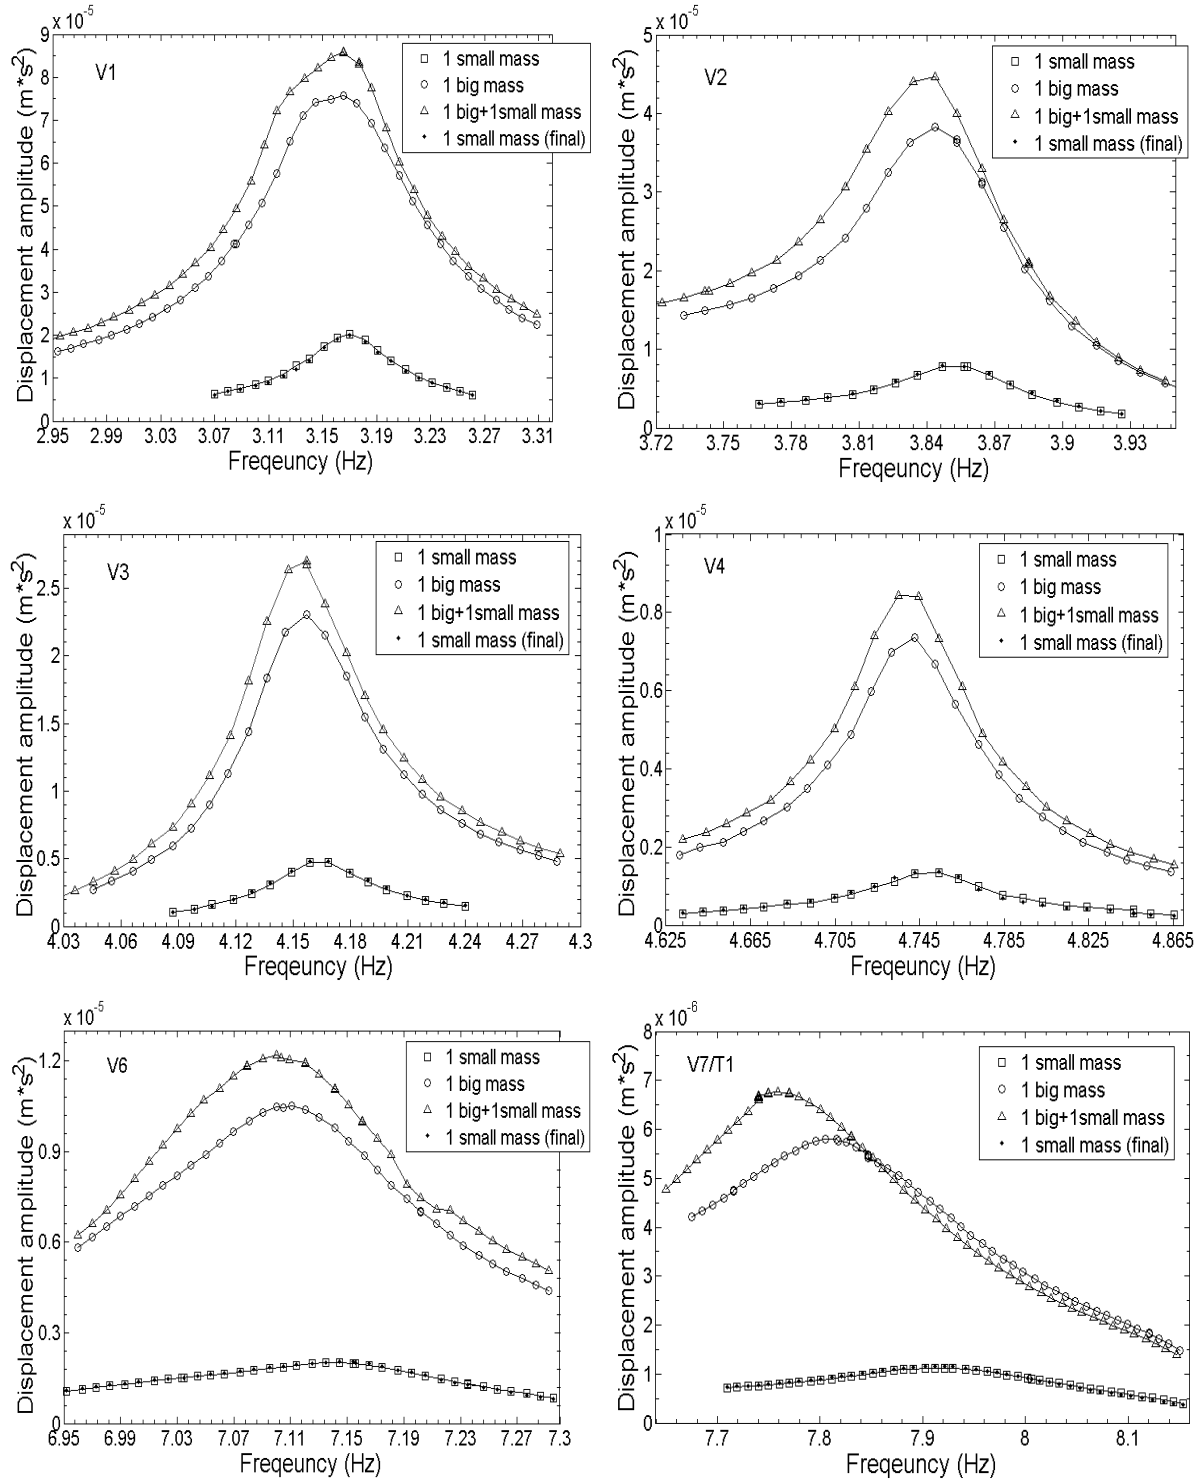 x 10^-5
V1
1 small mass
1 big mass
1 big+1small mass
1 small mass (final)
Displacement amplitude (m*s²)
9
8
7
6
5
4
3
2
1
0
2.95 2.99 3.03 3.07 3.11 3.15 3.19 3.23 3.27 3.31
Freqeuncy (Hz)
x 10^-5
V2
1 small mass
1 big mass
1 big+1small mass
1 small mass (final)
Displacement amplitude (m*s²)
5
4
3
2
1
0
3.72 3.75 3.78 3.81 3.84 3.87 3.9 3.93
Freqeuncy (Hz)
x 10^-5
V3
1 small mass
1 big mass
1 big+1small mass
1 small mass (final)
Displacement amplitude (m*s²)
2.5
2
1.5
1
0.5
0
4.03 4.06 4.09 4.12 4.15 4.18 4.21 4.24 4.27 4.3
Freqeuncy (Hz)
x 10^-5
V4
1 small mass
1 big mass
1 big+1small mass
1 small mass (final)
Displacement amplitude (m*s²)
1
0.8
0.6
0.4
0.2
0
4.625 4.665 4.705 4.745 4.785 4.825 4.865
Freqeuncy (Hz)
x 10^-5
V6
1 small mass
1 big mass
1 big+1small mass
1 small mass (final)
Displacement amplitude (m*s²)
1.2
0.9
0.6
0.3
0
6.95 6.99 7.03 7.07 7.11 7.15 7.19 7.23 7.27 7.3
Freqeuncy (Hz)
x 10^-6
V7/T1
1 small mass
1 big mass
1 big+1small mass
1 small mass (final)
Displacement amplitude (m*s²)
8
7
6
5
4
3
2
1
0
7.7 7.8 7.9 8 8.1
Freqeuncy (Hz)